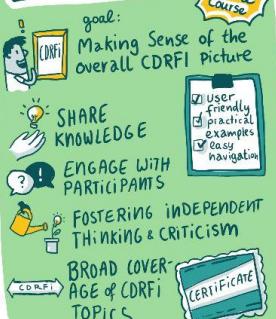 Course
goal:
Making Sense of the
overall CDRFI Picture
CDRFi
SHARE
KNOWLEDGE
User
friendly
practical
examples
easy
navigation
ENGAGE WiTH
PARTiCiPANTS
FOSTERING iNDEPENDENT
THiNKiNG & CRiTiCiSM
BROAD COVER-
AGE of CDRFi
TOPiCS
CDRFi
CERTiFiCATE